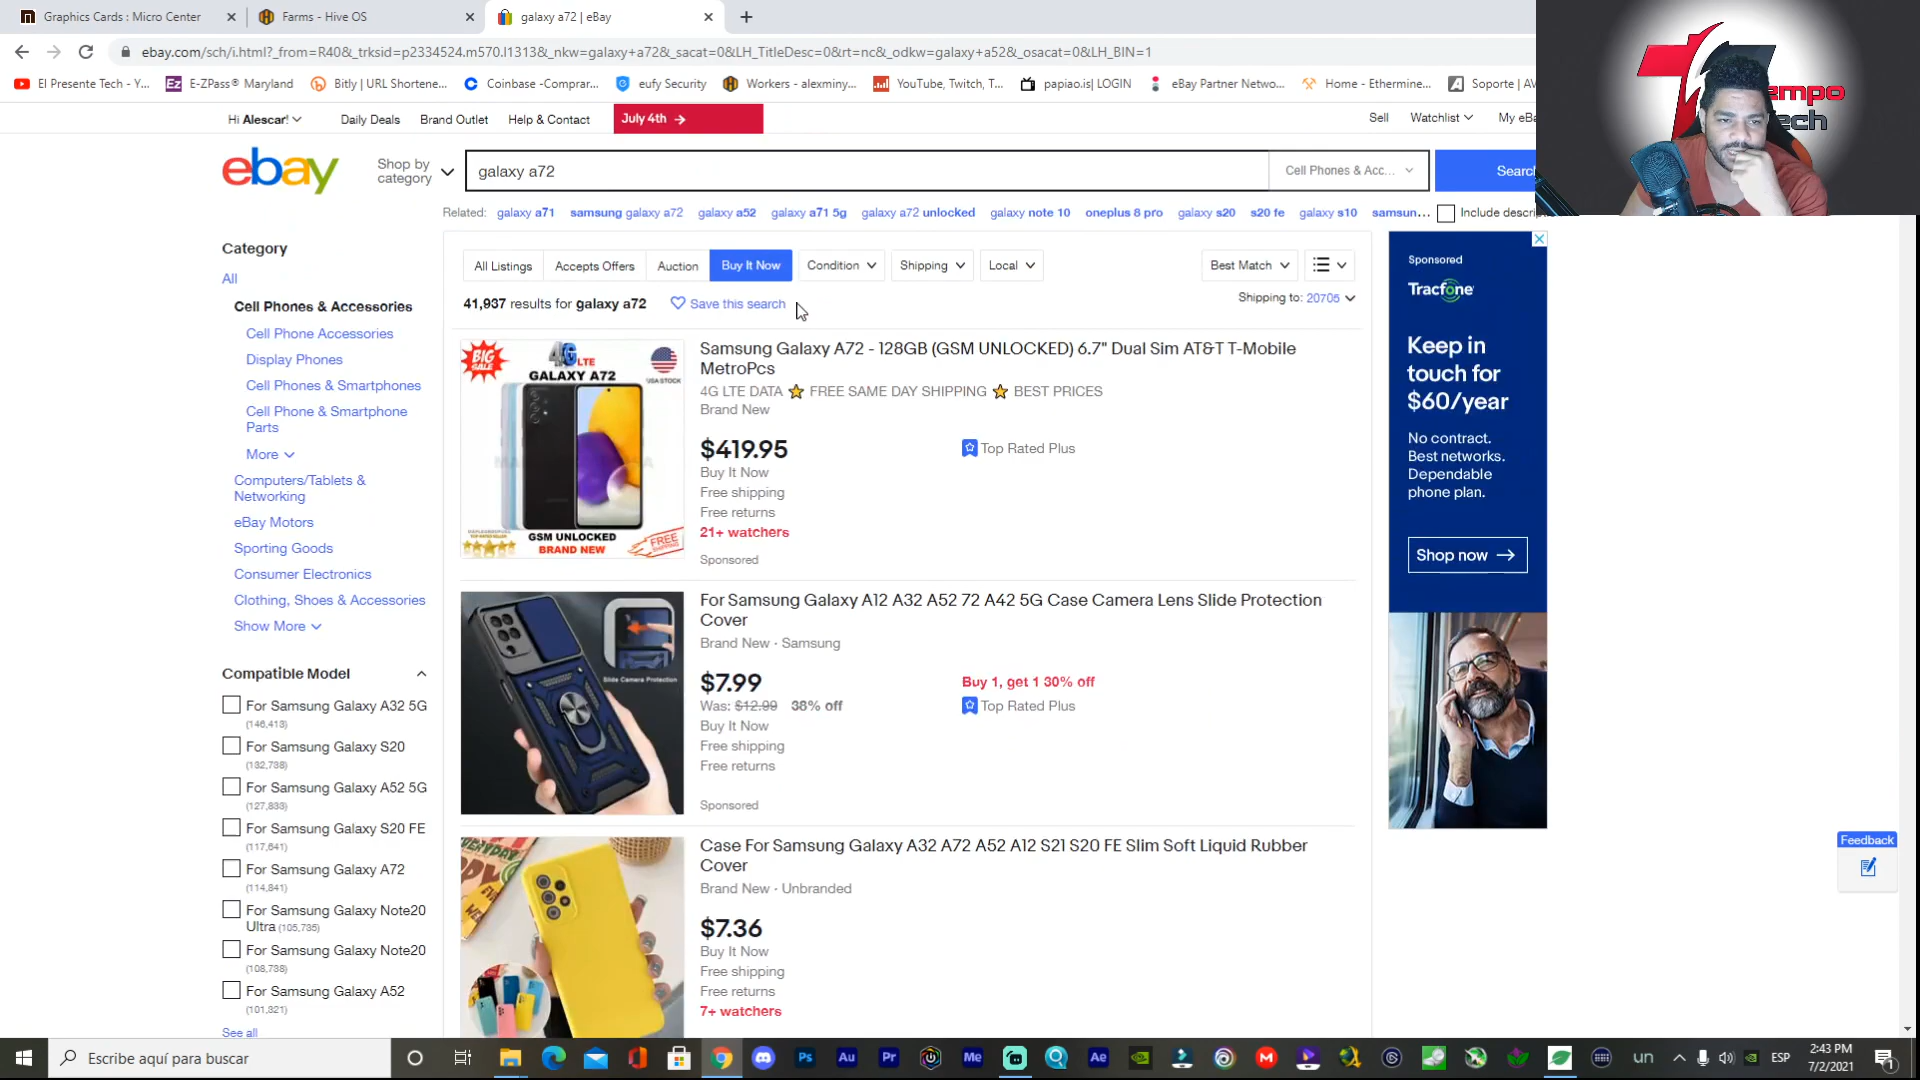 Graphics Cards : Micro Center
Farms - Hive OS
galaxy a72 | eBay
ebay.com/sch/i.html?_from=R40&_trksid=p2334524.m570.l1313&_nkw=galaxy+a72&_sacat=0&LH_TitleDesc=0&rt=nc&_odkw=galaxy+a52&_osacat=0&LH_BIN=1
El Presente Tech - Y...
Ez E-ZPass® Maryland
Bitly | URL Shortene...
Coinbase -Comprar...
eufy Security
Workers - alexminy...
YouTube, Twitch, T...
papiao.is| LOGIN
eBay Partner Netwo...
Home - Ethermine...
Soporte | AV
empo
ech
Hi Alescar!
Daily Deals
Brand Outlet
Help & Contact
July 4th →
Sell
Watchlist
My eBa
ebay
Shop by
category
galaxy a72
Cell Phones & Acc...
Search
Related: galaxy a71 samsung galaxy a72 galaxy a52 galaxy a71 5g galaxy a72 unlocked galaxy note 10 oneplus 8 pro galaxy s20 s20 fe galaxy s10 samsun...
Include descrip
Category
All
Cell Phones & Accessories
Cell Phone Accessories
Display Phones
Cell Phones & Smartphones
Cell Phone & Smartphone
Parts
More
Computers/Tablets &
Networking
eBay Motors
Sporting Goods
Consumer Electronics
Clothing, Shoes & Accessories
Show More
Compatible Model
For Samsung Galaxy A32 5G
(146,413)
For Samsung Galaxy S20
(132,738)
For Samsung Galaxy A52 5G
(127,833)
For Samsung Galaxy S20 FE
(117,641)
For Samsung Galaxy A72
(114,841)
For Samsung Galaxy Note20
Ultra (105,735)
For Samsung Galaxy Note20
(108,738)
For Samsung Galaxy A52
(101,321)
See all
All Listings
Accepts Offers
Auction
Buy It Now
Condition
Shipping
Local
Best Match
41,937 results for galaxy a72
Save this search
Shipping to: 20705
BIG
SALE
4G LTE
GALAXY A72
USA STOCK
GSM UNLOCKED
BRAND NEW
FREE
Samsung Galaxy A72 - 128GB (GSM UNLOCKED) 6.7" Dual Sim AT&T T-Mobile
MetroPcs
4G LTE DATA ⭐ FREE SAME DAY SHIPPING ⭐ BEST PRICES
Brand New
$419.95
Top Rated Plus
Buy It Now
Free shipping
Free returns
21+ watchers
Sponsored
Slide Camera Protection
For Samsung Galaxy A12 A32 A52 72 A42 5G Case Camera Lens Slide Protection
Cover
Brand New · Samsung
$7.99
Buy 1, get 1 30% off
Was: $12.99 38% off
Top Rated Plus
Buy It Now
Free shipping
Free returns
Sponsored
Case For Samsung Galaxy A32 A72 A52 A12 S21 S20 FE Slim Soft Liquid Rubber
Cover
Brand New · Unbranded
$7.36
Buy It Now
Free shipping
Free returns
7+ watchers
Sponsored
Tracfone
Keep in
touch for
$60/year
No contract.
Best networks.
Dependable
phone plan.
Shop now →
Feedback
Escribe aquí para buscar
Ps
Au
Pr
Me
Ae
un
ESP
2:43 PM
7/2/2021
1